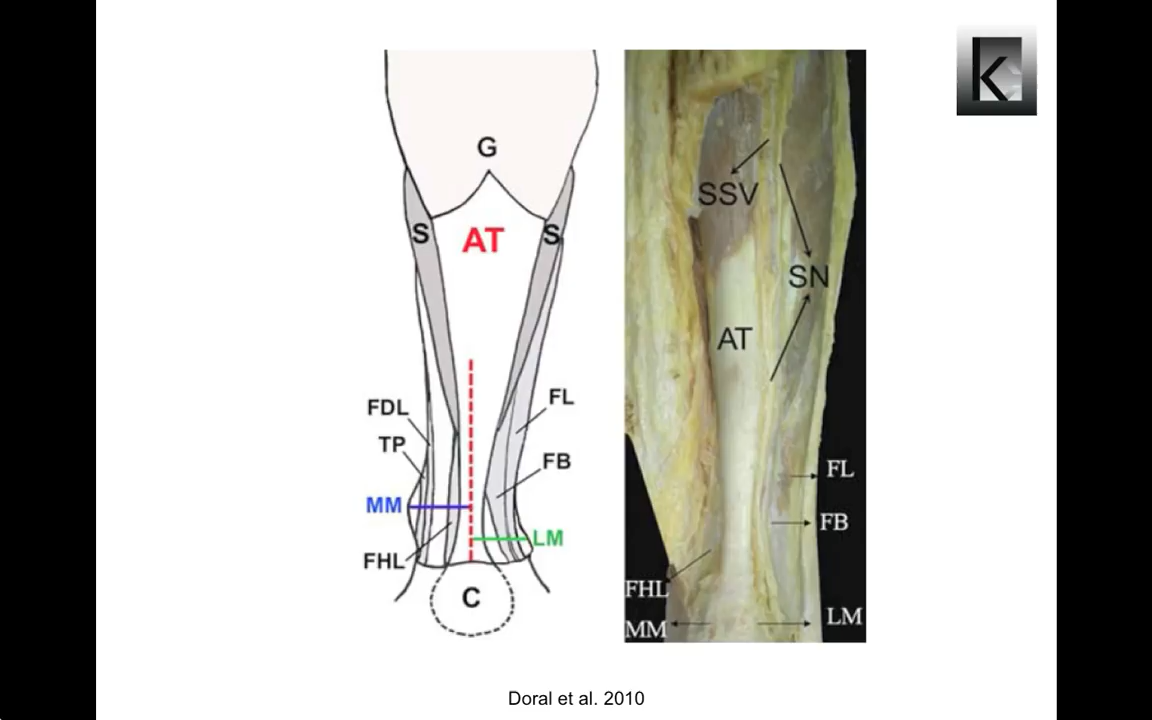 G
S
AT
S
FDL
FL
TP
FB
MM
LM
FHL
C
SSV
SN
AT
FL
FB
FHL
LM
MM
K
Doral et al. 2010